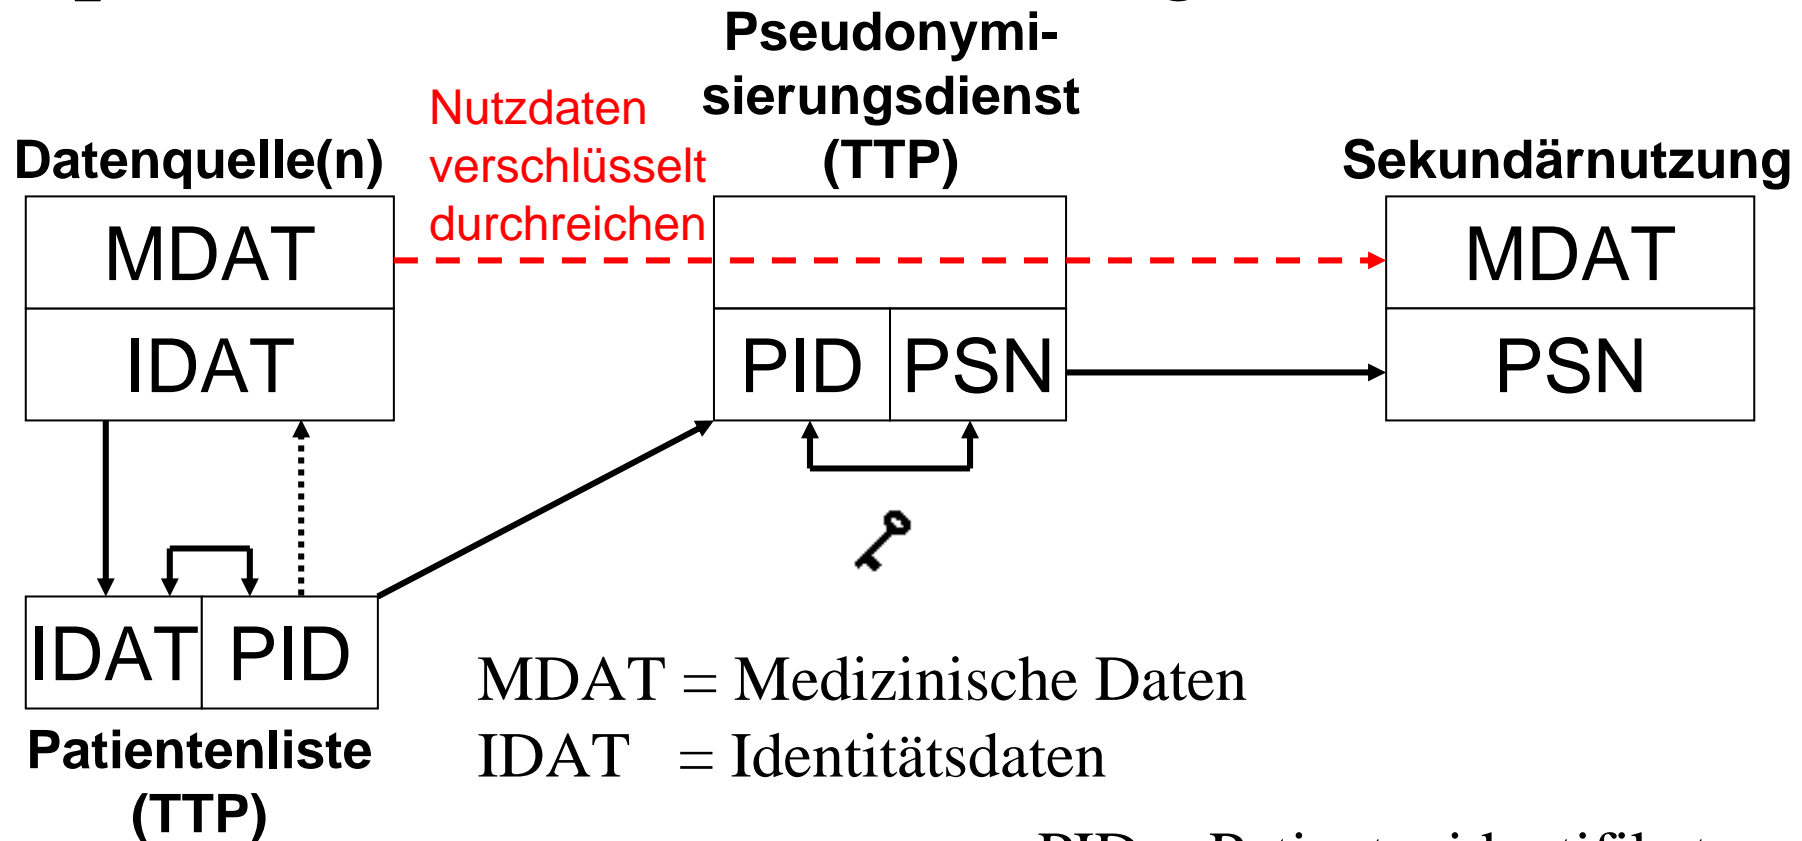 Pseudonymi-
sierungsdienst
(TTP)
Nutzdaten
verschlüsselt
durchreichen
Datenquelle(n)
Sekundärnutzung
MDAT
MDAT
IDAT
PID
PSN
PSN
IDAT
PID
Patientenliste
(TTP)
MDAT = Medizinische Daten
IDAT = Identitätsdaten